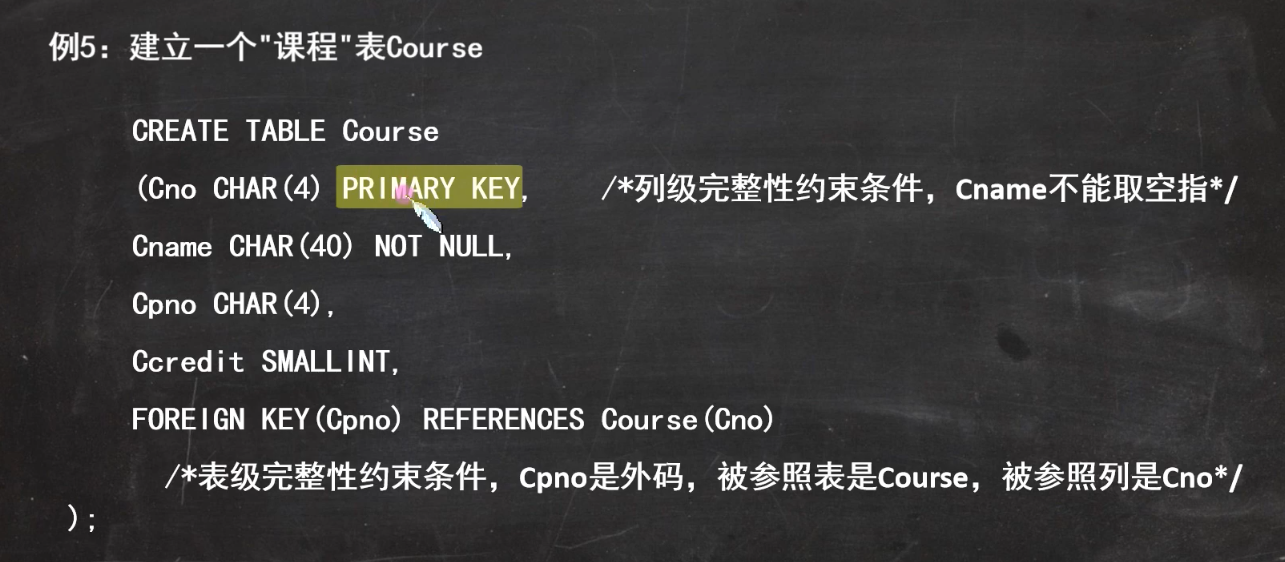 例5：建立一个"课程"表Course
CREATE TABLE Course
(Cno CHAR(4) PRIMARY KEY,    /*列级完整性约束条件，Cname不能取空指*/
Cname CHAR(40) NOT NULL,
Cpno CHAR(4),
Ccredit SMALLINT,
FOREIGN KEY(Cpno) REFERENCES Course(Cno)
/*表级完整性约束条件，Cpno是外码，被参照表是Course，被参照列是Cno*/
);